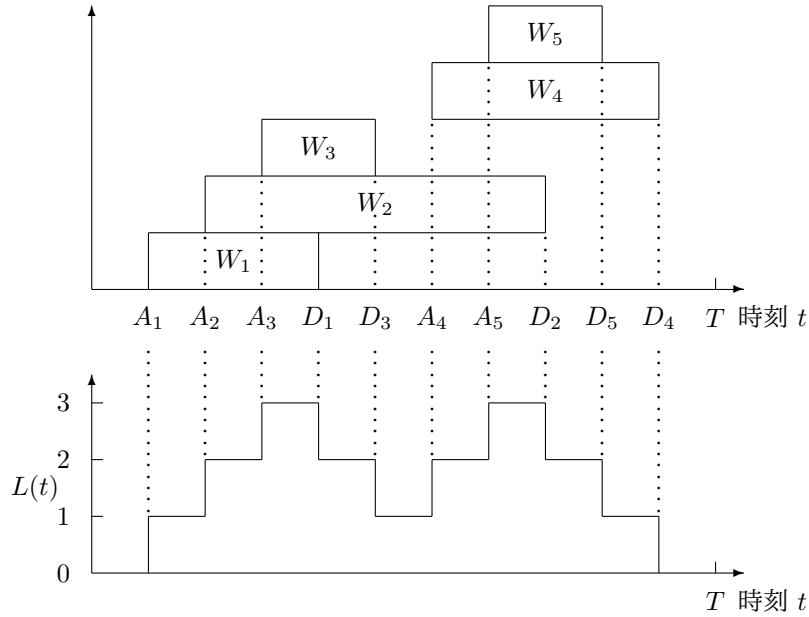 W₅
W₄
W₃
W₂
W₁
A₁ A₂ A₃ D₁ D₃ A₄ A₅ D₂ D₅ D₄ T 時刻 t
3
2
L(t)
1
0
T 時刻 t